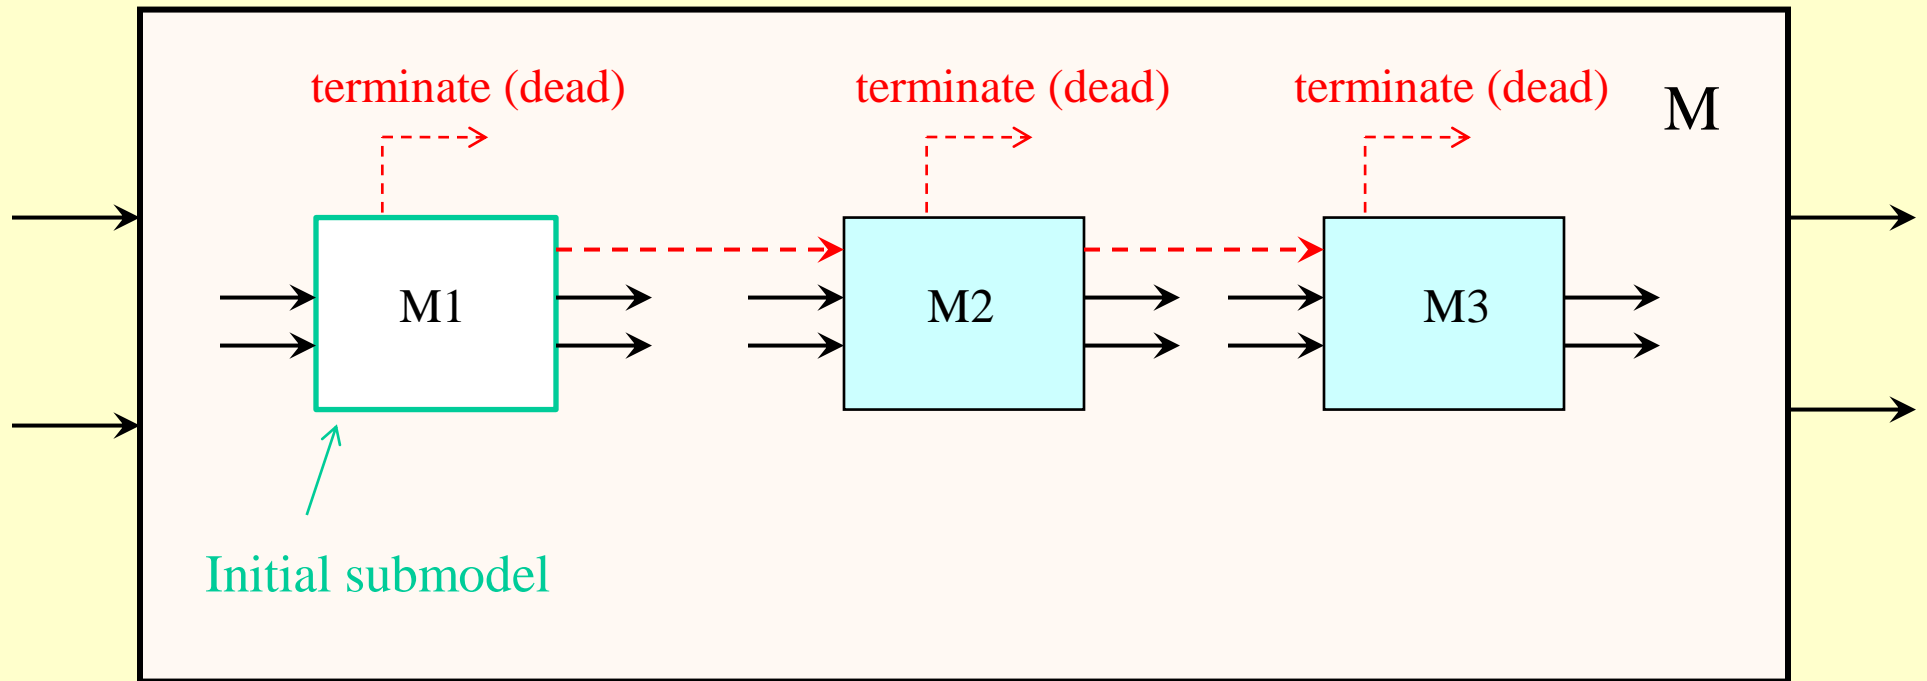 terminate (dead)
terminate (dead)
terminate (dead)
M
M1
M2
M3
Initial submodel